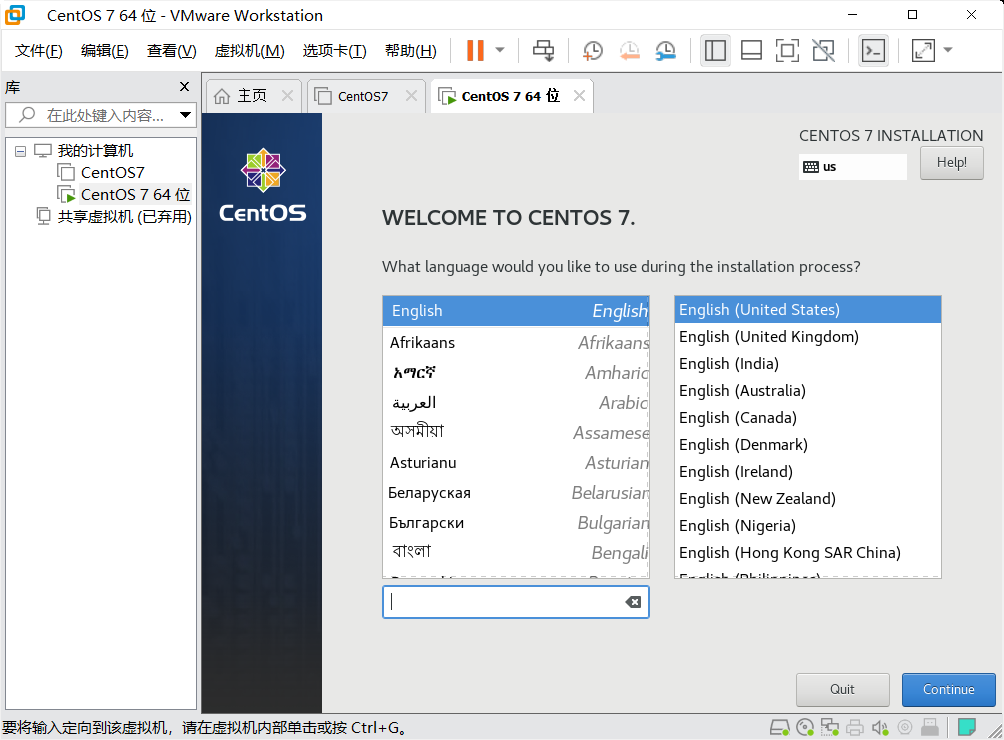 CentOS 7 64 位 - VMware Workstation
文件(F) 编辑(E) 查看(V) 虚拟机(M) 选项卡(T) 帮助(H)
库
在此处键入内容...
我的计算机
CentOS7
CentOS 7 64 位
共享虚拟机 (已弃用)
主页 CentOS7 CentOS 7 64 位
CentOS
CENTOS 7 INSTALLATION
us Help!
WELCOME TO CENTOS 7.
What language would you like to use during the installation process?
English English
Afrikaans Afrikaans
አማርኛ Amharic
العربية Arabic
অসমীয়া Assamese
Asturianu Asturian
Беларуская Belarusian
Български Bulgarian
বাংলা Bengali
English (United States)
English (United Kingdom)
English (India)
English (Australia)
English (Canada)
English (Denmark)
English (Ireland)
English (New Zealand)
English (Nigeria)
English (Hong Kong SAR China)
English (Philippines)
Quit Continue
要将输入定向到该虚拟机，请在虚拟机内部单击或按 Ctrl+G。